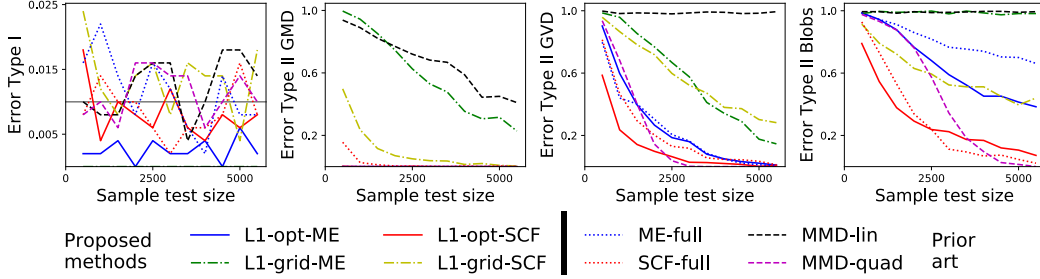 Error Type I
0.025
0.015
0.005
0
2500
5000
Sample test size
Error Type II GMD
1.0
0.6
0.2
0
2500
5000
Sample test size
Error Type II GVD
1.0
0.6
0.2
0
2500
5000
Sample test size
Error Type II Blobs
1.0
0.6
0.2
0
2500
5000
Sample test size
Proposed
methods
L1-opt-ME
L1-grid-ME
L1-opt-SCF
L1-grid-SCF
ME-full
SCF-full
MMD-lin
MMD-quad
Prior
art